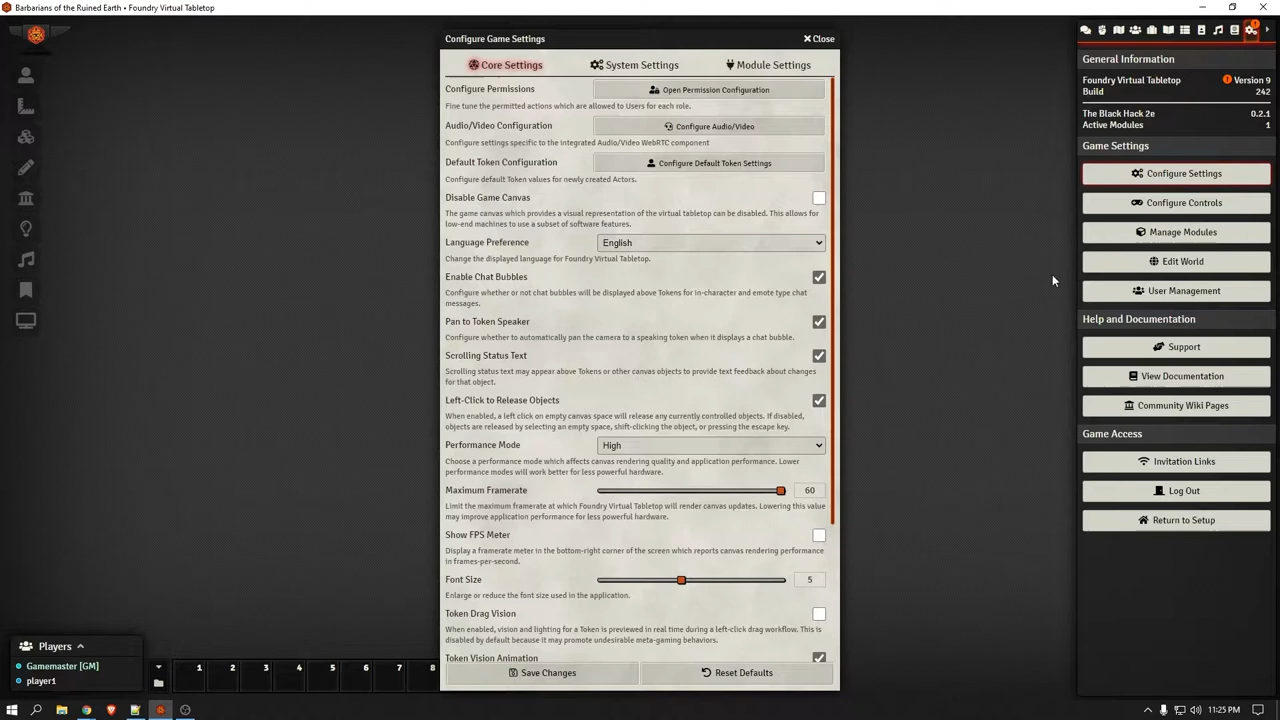 Barbarians of the Ruined Earth • Foundry Virtual Tabletop
Configure Game Settings
Close
Core Settings
System Settings
Module Settings
Configure Permissions
Open Permission Configuration
Fine tune the permitted actions which are allowed to Users for each role.
Audio/Video Configuration
Configure Audio/Video
Configure settings specific to the integrated Audio/Video WebRTC component
Default Token Configuration
Configure Default Token Settings
Configure default Token values for newly created Actors.
Disable Game Canvas
The game canvas which provides a visual representation of the virtual tabletop can be disabled. This allows for
low-end machines to use a subset of software features.
Language Preference
English
Change the displayed language for Foundry Virtual Tabletop.
Enable Chat Bubbles
Configure whether or not chat bubbles will be displayed above Tokens for in-character and emote type chat
messages.
Pan to Token Speaker
Configure whether to automatically pan the camera to a speaking token when it displays a chat bubble.
Scrolling Status Text
Scrolling status text may appear above Tokens or other canvas objects to provide text feedback about changes
for that object.
Left-Click to Release Objects
When enabled, a left click on empty canvas space will release any currently controlled objects. If disabled,
objects are released by selecting an empty space, shift-clicking the object, or pressing the escape key.
Performance Mode
High
Choose a performance mode which affects canvas rendering quality and application performance. Lower
performance modes will work better for less powerful hardware.
Maximum Framerate
60
Limit the maximum framerate at which Foundry Virtual Tabletop will render canvas updates. Lowering this value
may improve application performance for less powerful hardware.
Show FPS Meter
Display a framerate meter in the bottom-right corner of the screen which reports canvas rendering performance
in frames-per-second.
Font Size
5
Enlarge or reduce the font size used in the application.
Token Drag Vision
When enabled, vision and lighting for a Token is previewed in real time during a left-click drag workflow. This is
disabled by default because it may promote undesirable meta-gaming behaviors.
Token Vision Animation
Save Changes
Reset Defaults
General Information
Foundry Virtual Tabletop Version 9
Build 242
The Black Hack 2e 0.2.1
Active Modules 1
Game Settings
Configure Settings
Configure Controls
Manage Modules
Edit World
User Management
Help and Documentation
Support
View Documentation
Community Wiki Pages
Game Access
Invitation Links
Log Out
Return to Setup
Players
Gamemaster [GM]
player1
1 2 3 4 5 6 7 8
11:25 PM